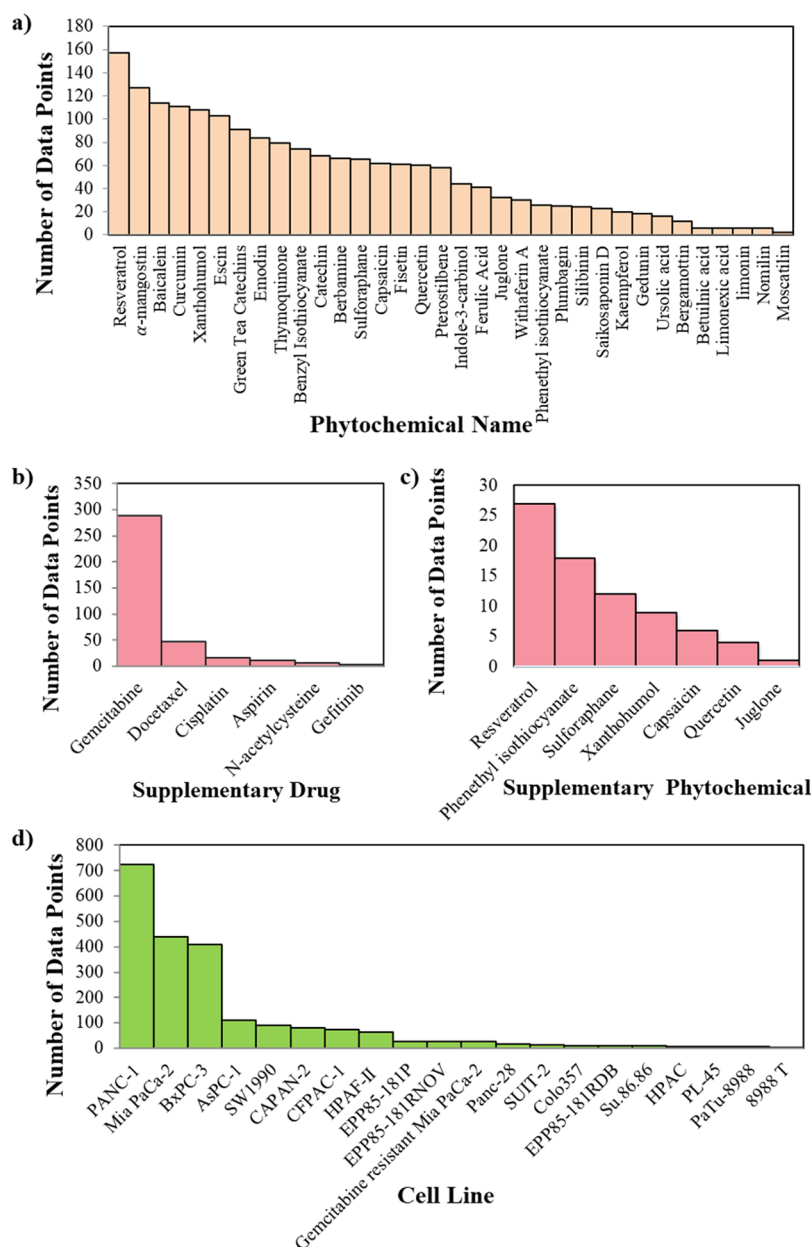 a)
Number of Data Points
180
160
140
120
100
80
60
40
20
0
Resveratrol
α-mangostin
Baicalein
Curcumin
Xanthohumol
Escin
Green Tea Catechins
Emodin
Thymoquinone
Benzyl Isothiocyanate
Catechin
Berbamine
Sulforaphane
Capsaicin
Fisetin
Quercetin
Pterostilbene
Indole-3-carbinol
Ferulic Acid
Juglone
Withaferin A
Phenethyl isothiocyanate
Plumbagin
Silibinin
Saikosaponin D
Kaempferol
Gedunin
Ursolic acid
Bergamottin
Betuilnic acid
Limonexic acid
limonin
Nomilin
Moscatilin
Phytochemical Name
b)
Number of Data Points
350
300
250
200
150
100
50
0
Gemcitabine
Docetaxel
Cisplatin
Aspirin
N-acetylcysteine
Gefitinib
Supplementary Drug
c)
Number of Data Points
30
25
20
15
10
5
0
Resveratrol
Phenethyl isothiocyanate
Sulforaphane
Xanthohumol
Capsaicin
Quercetin
Juglone
Supplementary Phytochemical
d)
Number of Data Points
800
700
600
500
400
300
200
100
0
PANC-1
Mia PaCa-2
BxPC-3
AsPC-1
SW1990
CAPAN-2
CFPAC-1
HPAF-II
EPP85-181P
EPP85-181RNOV
Gemcitabine resistant Mia PaCa-2
Panc-28
SUIT-2
Colo357
EPP85-181RDB
Su.86.86
HPAC
PL-45
PaTu-8988
8988 T
Cell Line